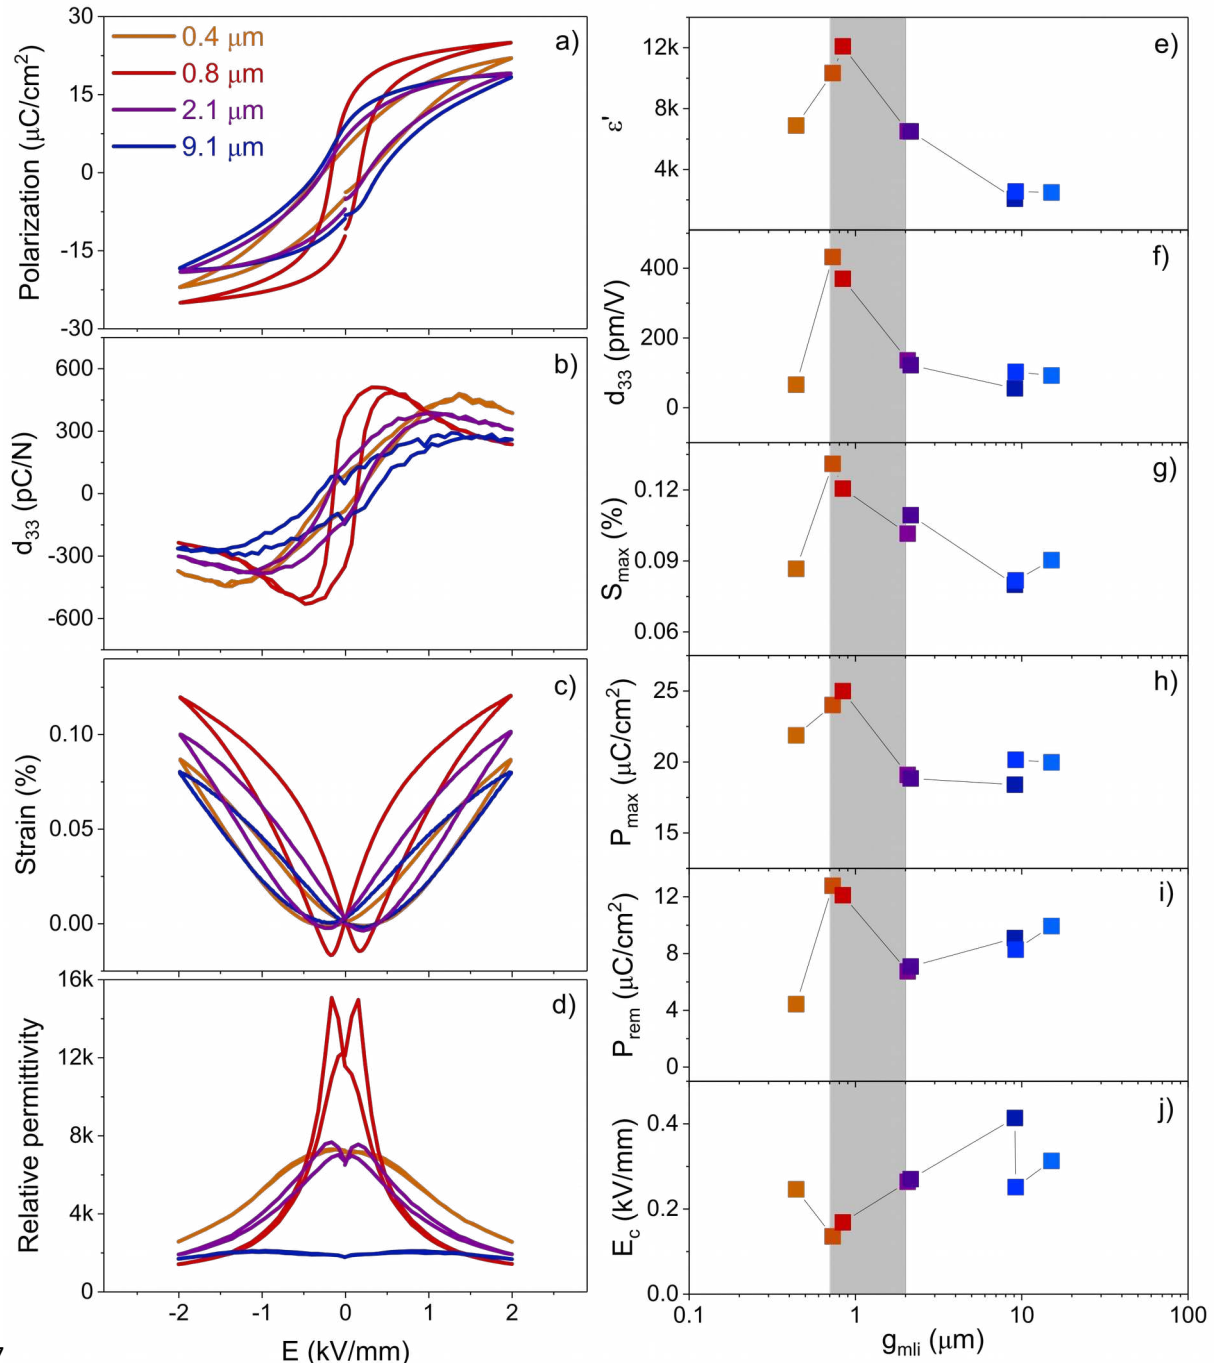 a)
30
15
0
-15
-30
Polarization (μC/cm²)
0.4 μm
0.8 μm
2.1 μm
9.1 μm
b)
600
300
0
-300
-600
d₃₃ (pC/N)
c)
0.10
0.05
0.00
Strain (%)
d)
16k
12k
8k
4k
0
Relative permittivity
-2 -1 0 1 2
E (kV/mm)
e)
12k
8k
4k
ε'
f)
400
200
0
d₃₃ (pm/V)
g)
0.12
0.09
0.06
Sₘₐₓ (%)
h)
25
20
15
Pₘₐₓ (μC/cm²)
i)
12
8
4
0
Pᵣₑₘ (μC/cm²)
j)
0.4
0.2
0.0
E_c (kV/mm)
0.1 1 10 100
g_mli (μm)